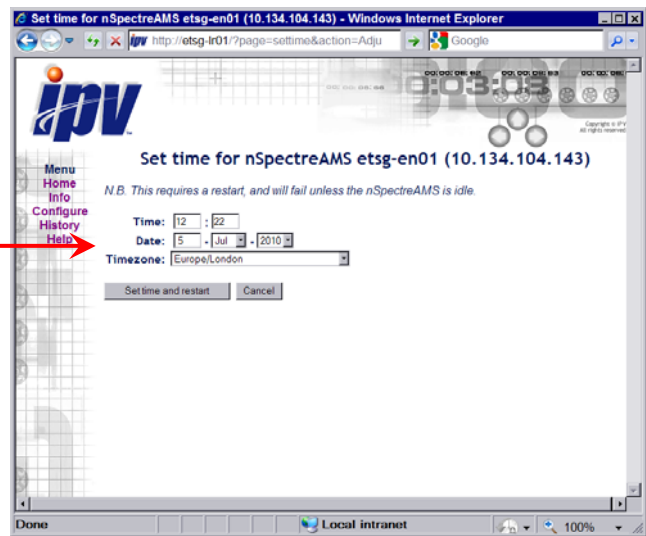 Set time for nSpectreAMS etsg-en01 (10.134.104.143) - Windows Internet Explorer
ipv http://etsg-lr01/?page=settime&action=Adju
Google
ipv
Set time for nSpectreAMS etsg-en01 (10.134.104.143)
Menu
Home
Info
Configure
History
Help
N.B. This requires a restart, and will fail unless the nSpectreAMS is idle.
Time: 12 : 22
Date: 5 - Jul - 2010
Timezone: Europe/London
Set time and restart Cancel
Done Local intranet 100%